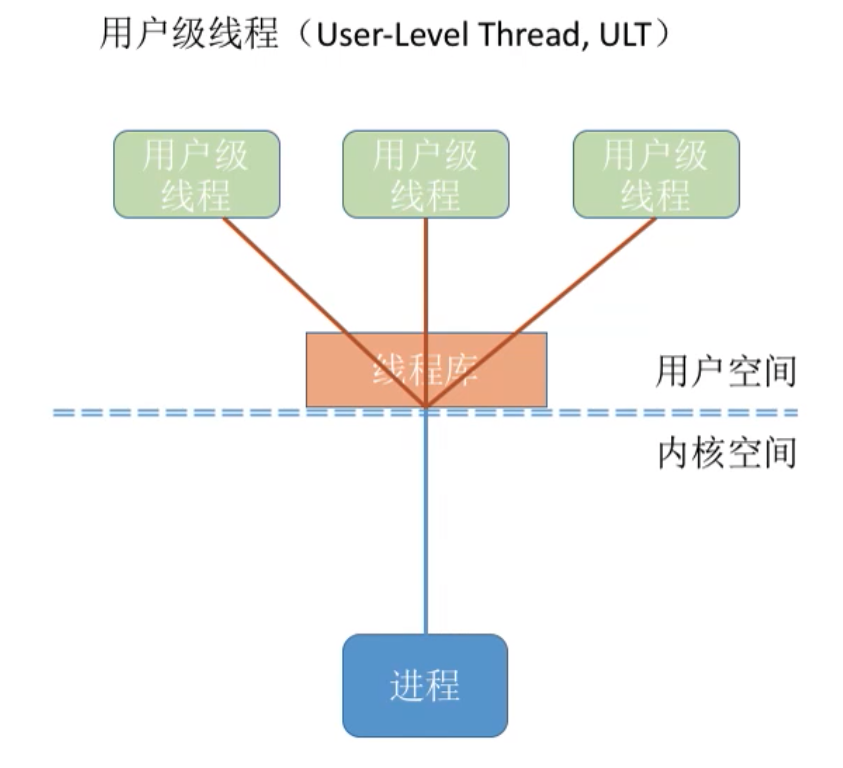 用户级线程（User-Level Thread, ULT）
用户级
线程
用户级
线程
用户级
线程
线程库
用户空间
内核空间
进程